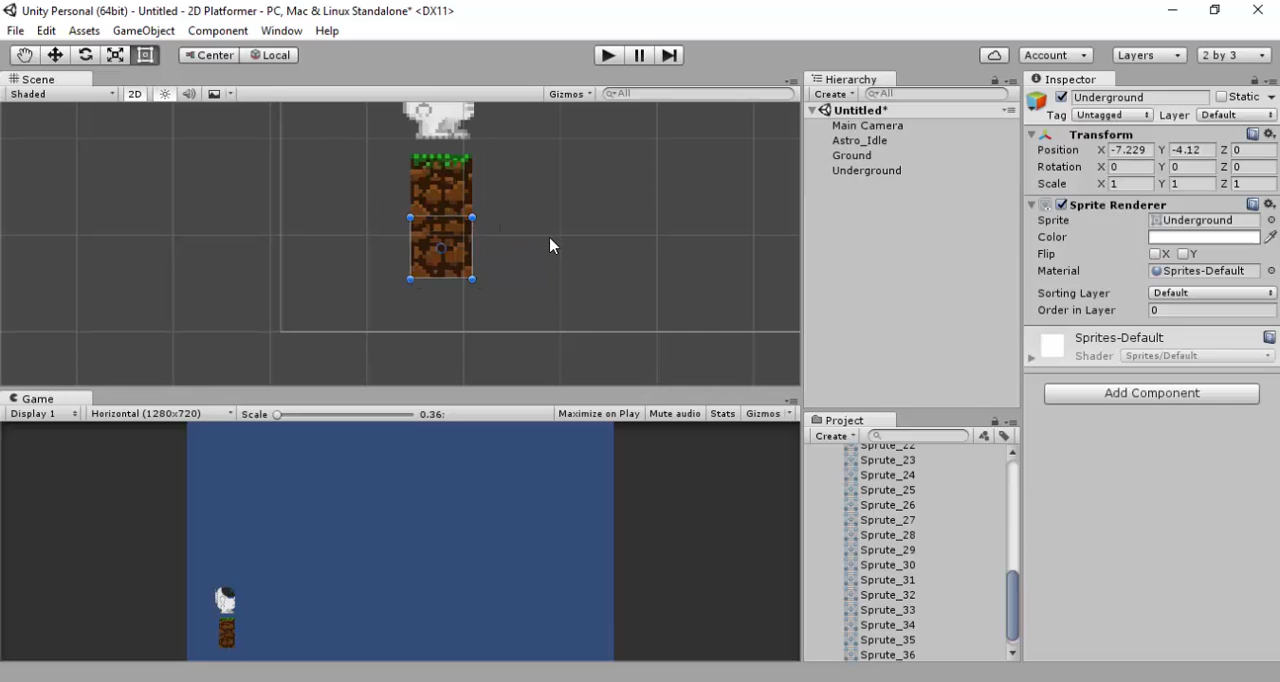 Unity Personal (64bit) - Untitled - 2D Platformer - PC, Mac & Linux Standalone* <DX11>
File Edit Assets GameObject Component Window Help
Center Local Account Layers 2 by 3
Scene
Shaded 2D Gizmos All
Hierarchy
Create All
Untitled*
Main Camera
Astro_Idle
Ground
Underground
Inspector
Underground Static
Tag Untagged Layer Default
Transform
Position X -7.229 Y -4.12 Z 0
Rotation X 0 Y 0 Z 0
Scale X 1 Y 1 Z 1
Sprite Renderer
Sprite Underground
Color
Flip X Y
Material Sprites-Default
Sorting Layer Default
Order in Layer 0
Sprites-Default
Shader Sprites/Default
Add Component
Game
Display 1 Horizontal (1280x720) Scale 0.36: Maximize on Play Mute audio Stats Gizmos
Project
Create
Sprute_22
Sprute_23
Sprute_24
Sprute_25
Sprute_26
Sprute_27
Sprute_28
Sprute_29
Sprute_30
Sprute_31
Sprute_32
Sprute_33
Sprute_34
Sprute_35
Sprute_36